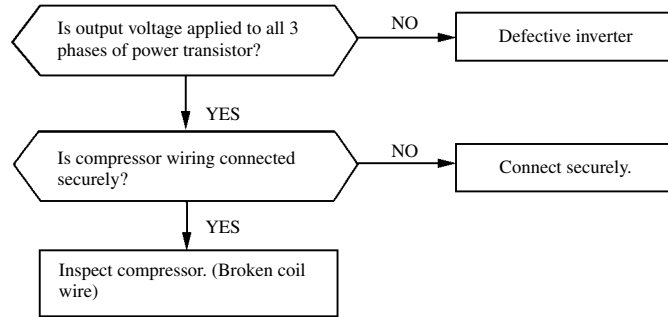 Is output voltage applied to all 3
phases of power transistor?
NO
Defective inverter
YES
Is compressor wiring connected
securely?
NO
Connect securely.
YES
Inspect compressor. (Broken coil
wire)